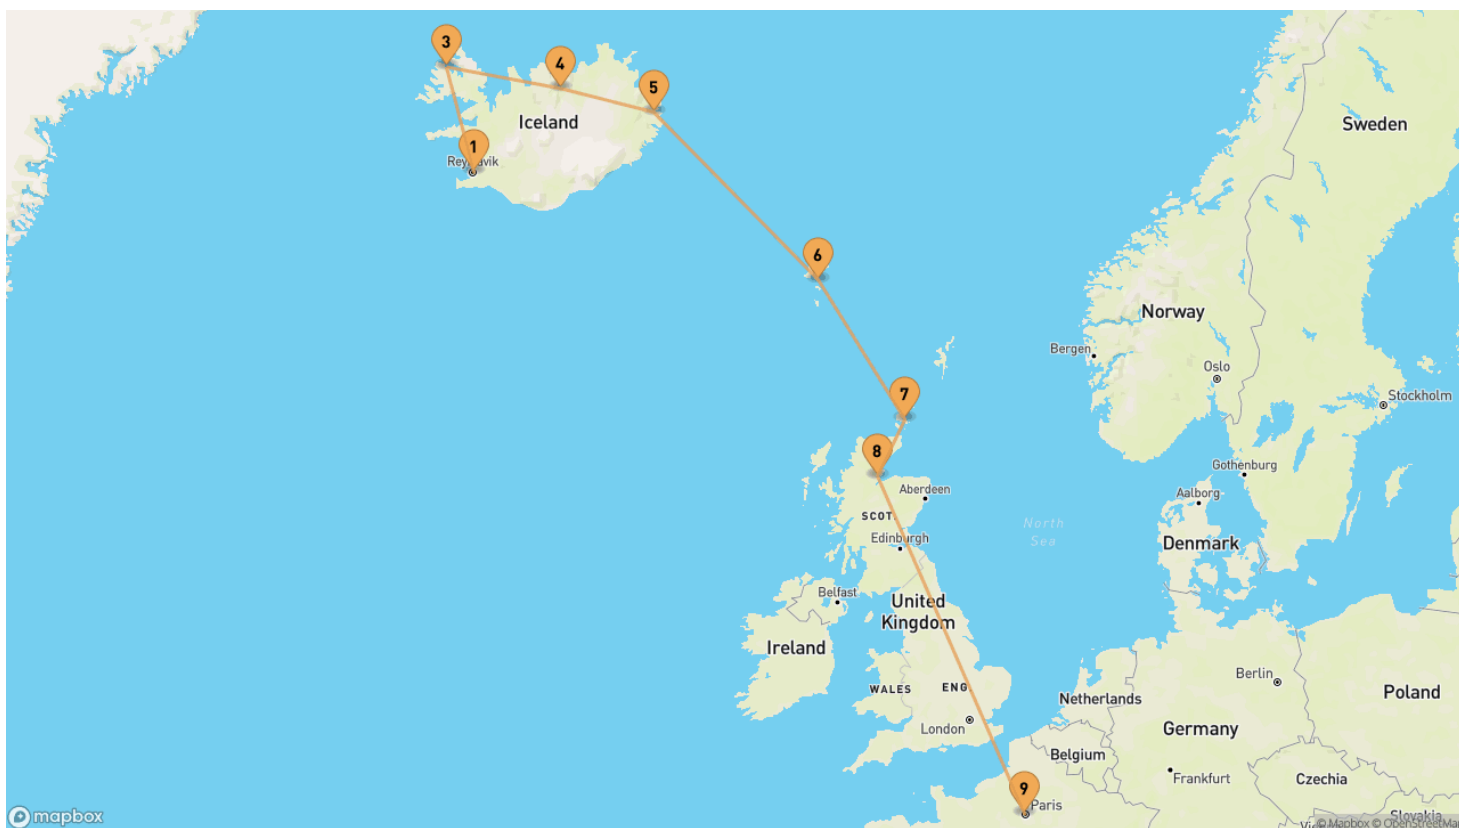 3
4
5
Iceland
Sweden
1
Reykjavik
6
Norway
Bergen
Oslo
7
Stockholm
8
Gothenburg
Aberdeen
Aalborg
SCOT
North
Sea
Edinburgh
Denmark
Belfast
United
Kingdom
Ireland
Berlin
WALES
ENG.
Netherlands
Poland
London
Germany
Belgium
Frankfurt
Czechia
9
Paris
mapbox
Slovakia
© Mapbox © OpenStreetMap